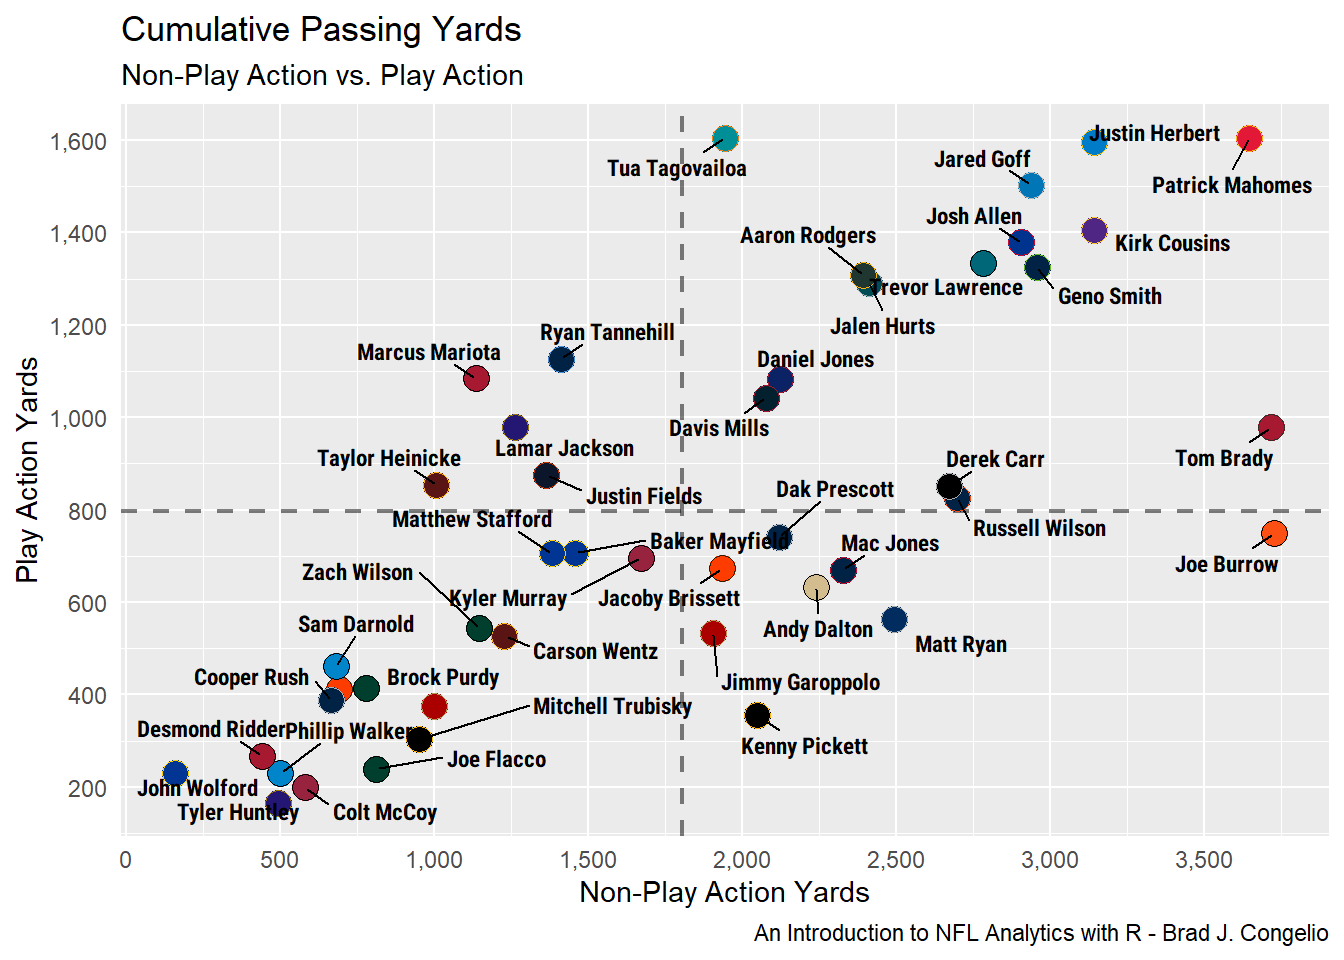 Cumulative Passing Yards
Non-Play Action vs. Play Action
1,600
1,400
1,200
1,000
800
600
400
200
Play Action Yards
Justin Herbert
Tua Tagovailoa
Jared Goff
Patrick Mahomes
Josh Allen
Aaron Rodgers
Kirk Cousins
Trevor Lawrence
Geno Smith
Jalen Hurts
Ryan Tannehill
Marcus Mariota
Daniel Jones
Davis Mills
Lamar Jackson
Taylor Heinicke
Derek Carr
Tom Brady
Justin Fields
Dak Prescott
Matthew Stafford
Russell Wilson
Baker Mayfield
Mac Jones
Joe Burrow
Zach Wilson
Kyler Murray
Jacoby Brissett
Sam Darnold
Andy Dalton
Carson Wentz
Matt Ryan
Cooper Rush
Brock Purdy
Jimmy Garoppolo
Mitchell Trubisky
Desmond Ridder
Phillip Walker
Kenny Pickett
Joe Flacco
John Wolford
Tyler Huntley
Colt McCoy
0
500
1,000
1,500
2,000
2,500
3,000
3,500
Non-Play Action Yards
An Introduction to NFL Analytics with R - Brad J. Congelio